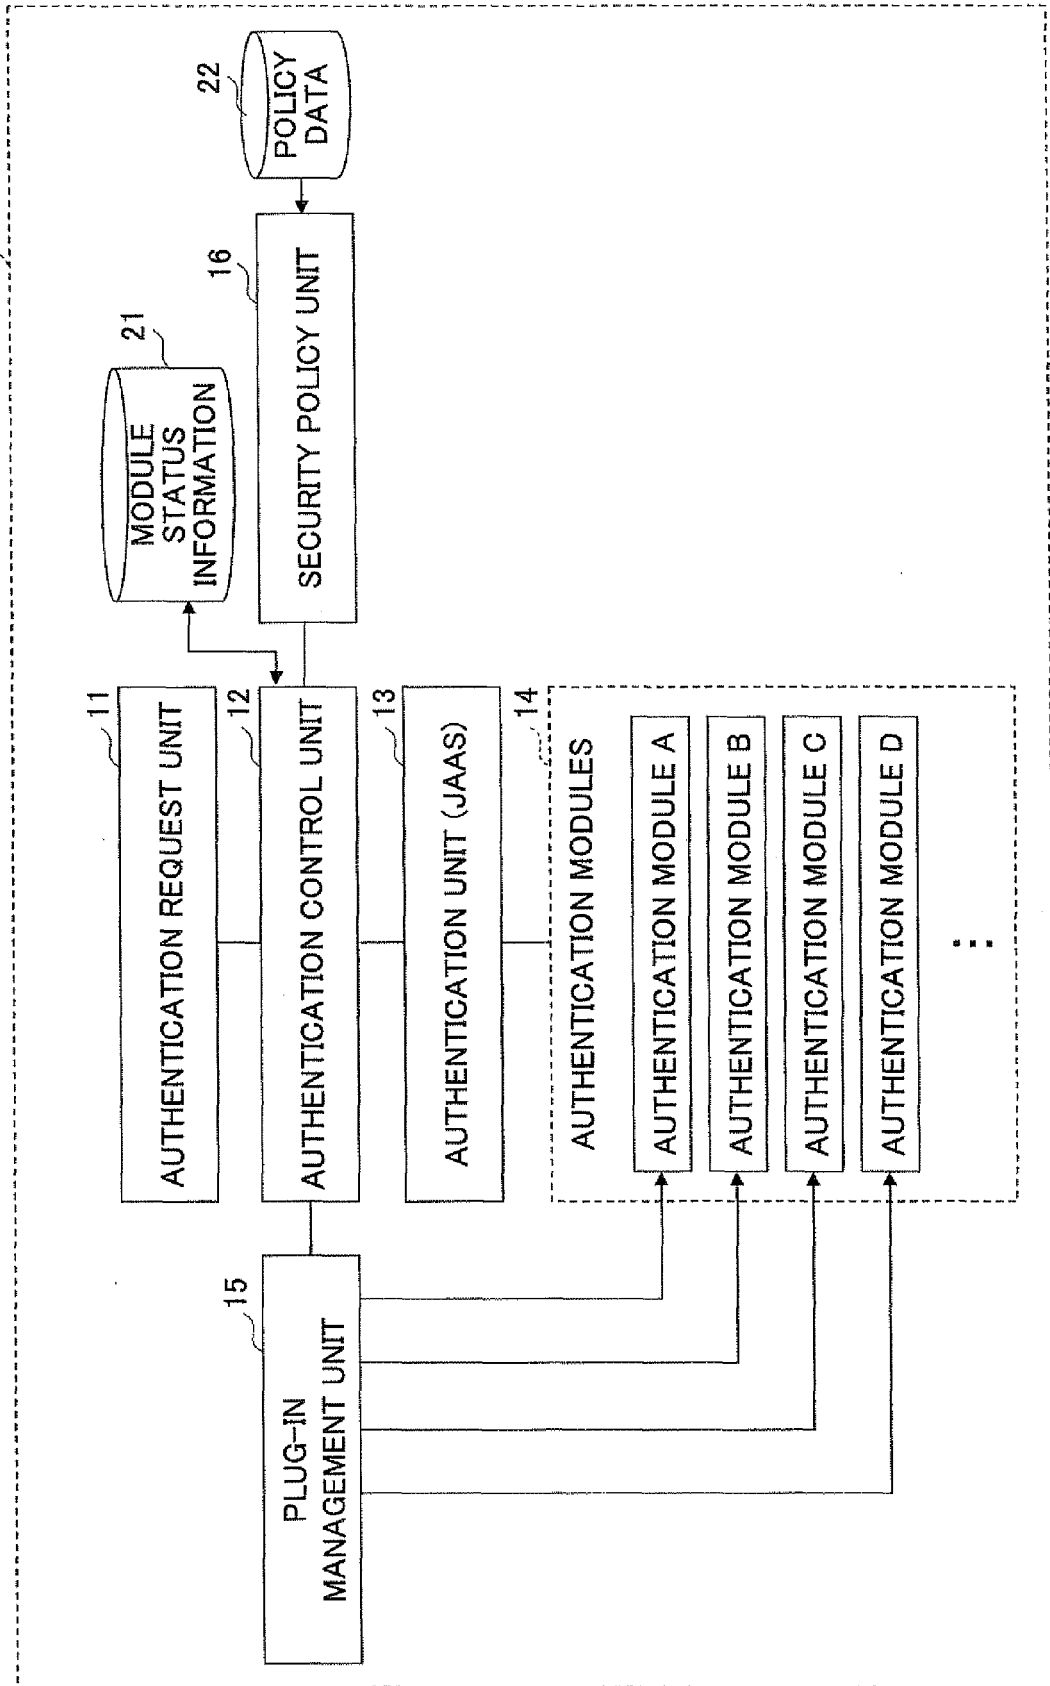 11
AUTHENTICATION REQUEST UNIT
21
MODULE
STATUS
INFORMATION
22
POLICY
DATA
15
PLUG-IN
MANAGEMENT UNIT
12
AUTHENTICATION CONTROL UNIT
16
SECURITY POLICY UNIT
13
AUTHENTICATION UNIT (JAAS)
14
AUTHENTICATION MODULES
AUTHENTICATION MODULE A
AUTHENTICATION MODULE B
AUTHENTICATION MODULE C
AUTHENTICATION MODULE D
...